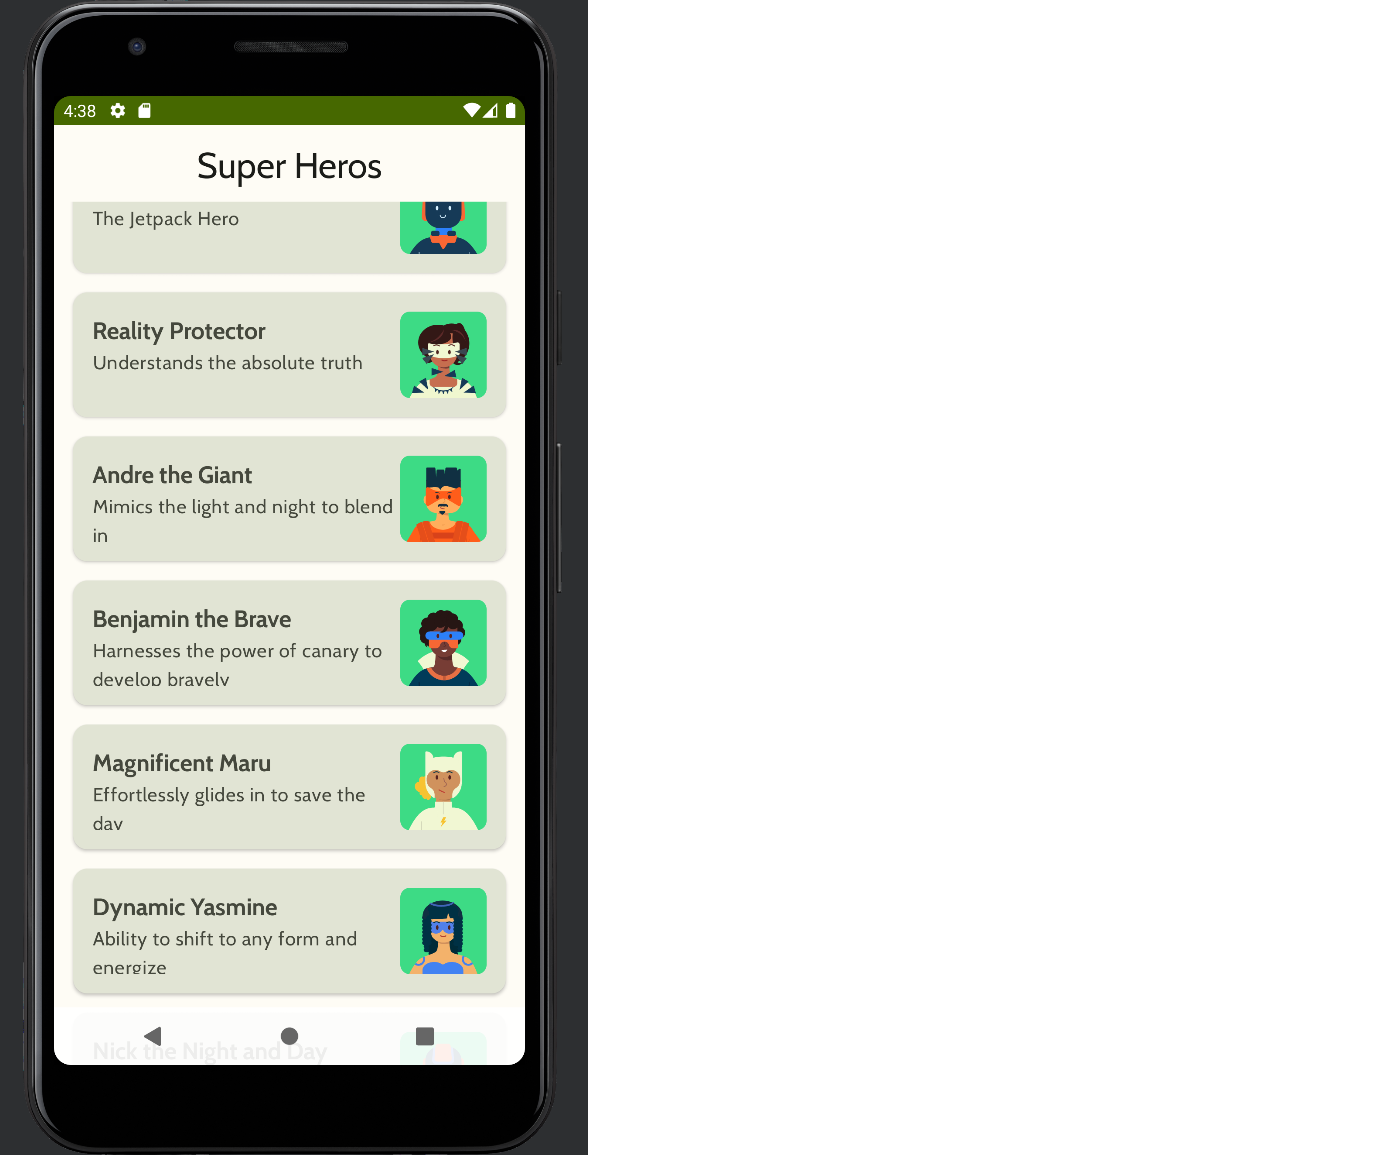 4:38
Super Heros
The Jetpack Hero
Reality Protector
Understands the absolute truth
Andre the Giant
Mimics the light and night to blend
in
Benjamin the Brave
Harnesses the power of canary to
develop bravely
Magnificent Maru
Effortlessly glides in to save the
day
Dynamic Yasmine
Ability to shift to any form and
energize
Nick the Night and Day